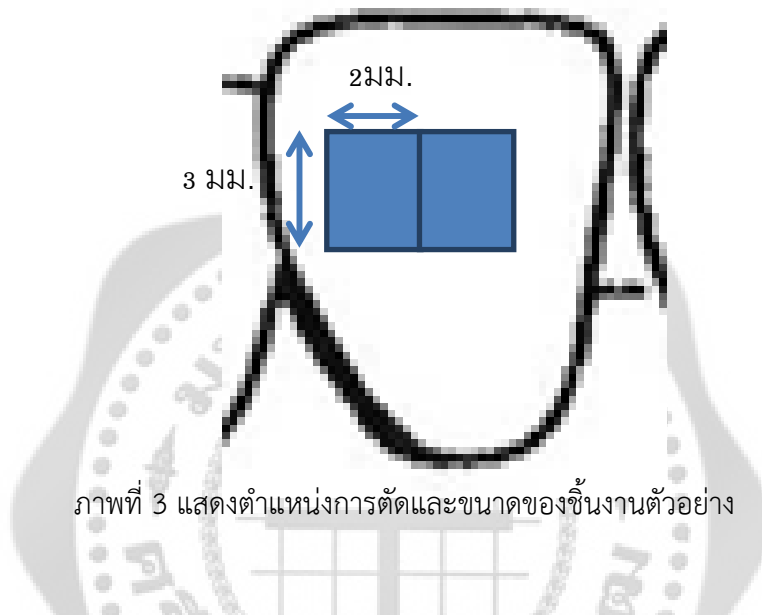 2มม.
3 มม.
ภาพที่ 3 แสดงตำแหน่งการตัดและขนาดของชิ้นงานตัวอย่าง